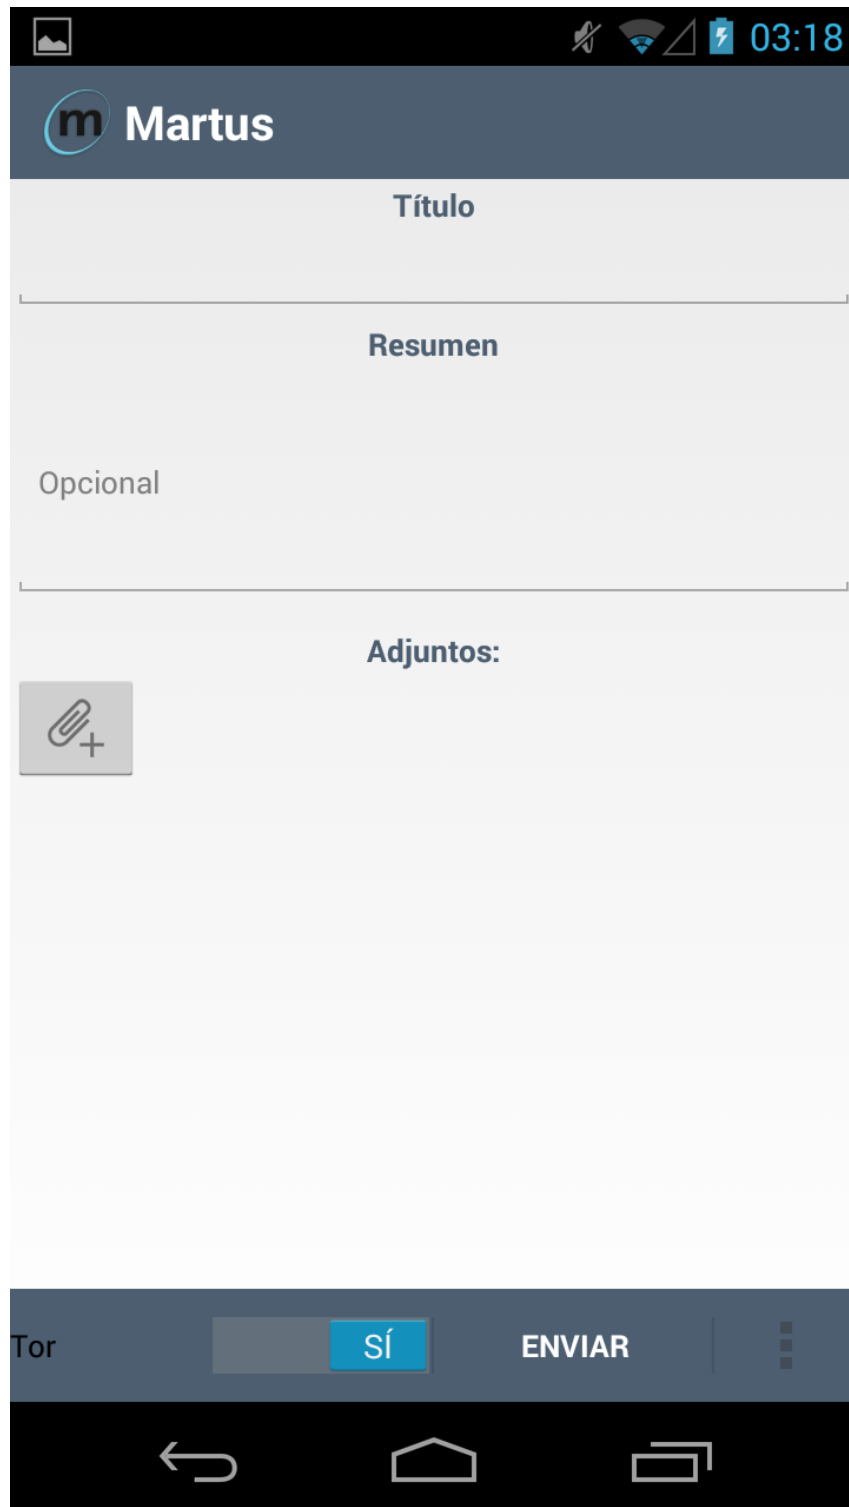 03:18
m Martus
Título
Resumen
Opcional
Adjuntos:
Tor SÍ ENVIAR